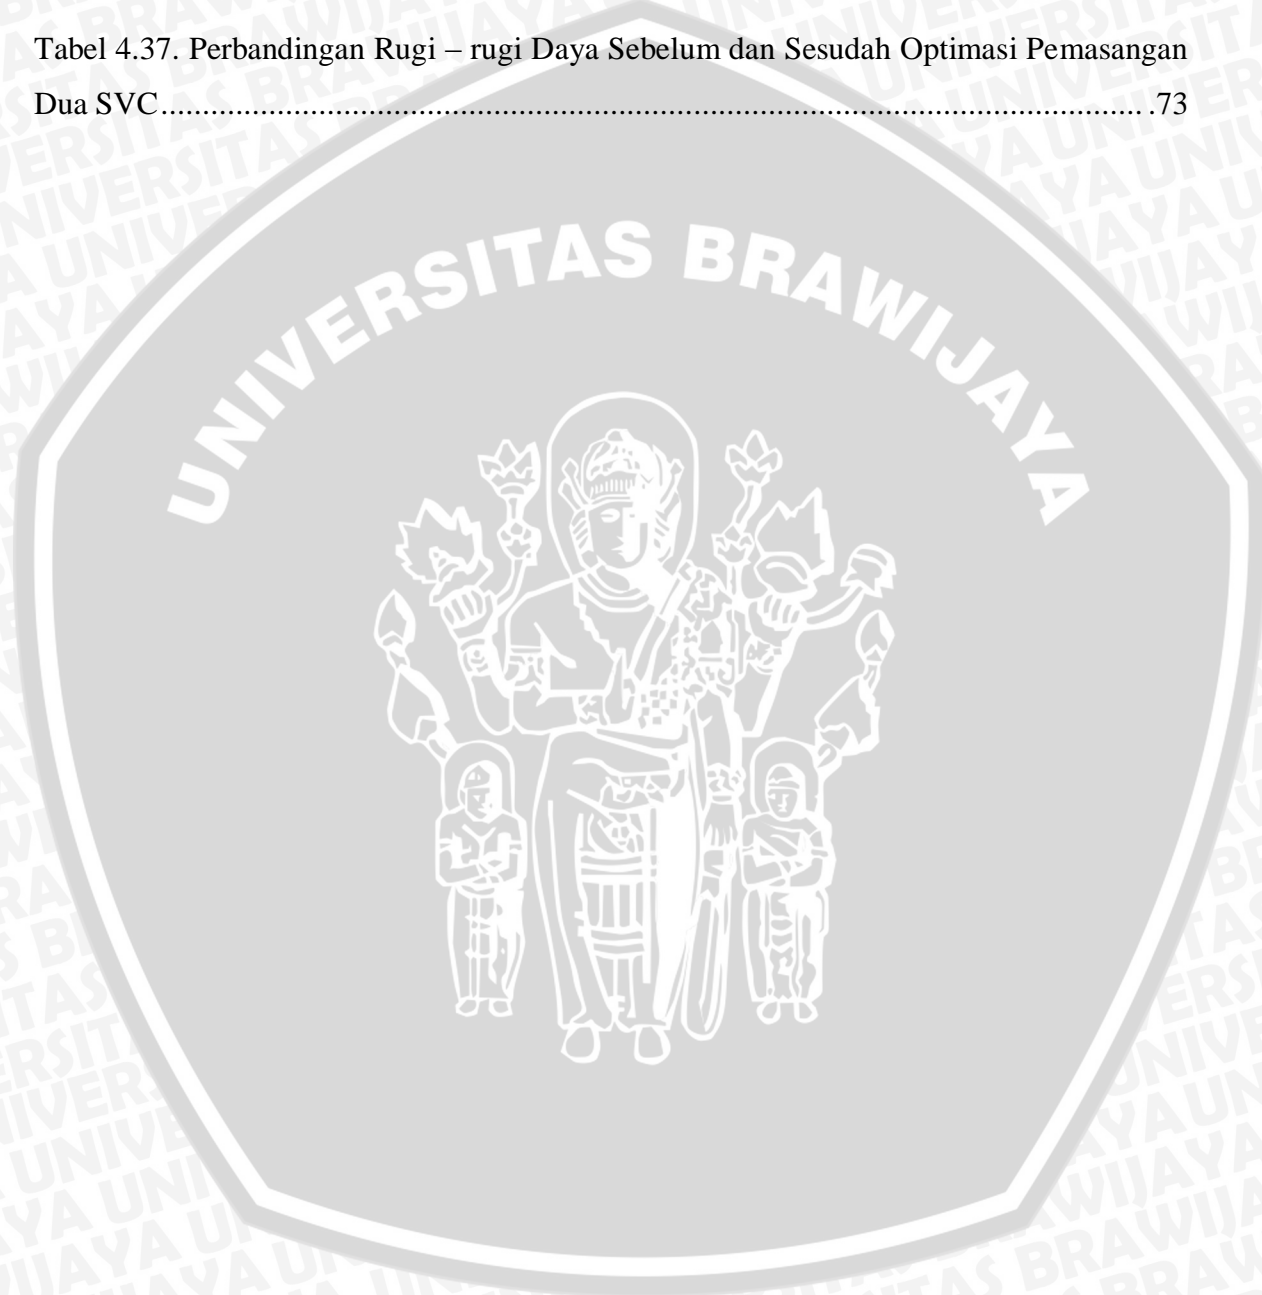 Tabel 4.37. Perbandingan Rugi – rugi Daya Sebelum dan Sesudah Optimasi Pemasangan
Dua SVC........................................................................................................................ .73
UNIVERSITAS BRAWIJAYA